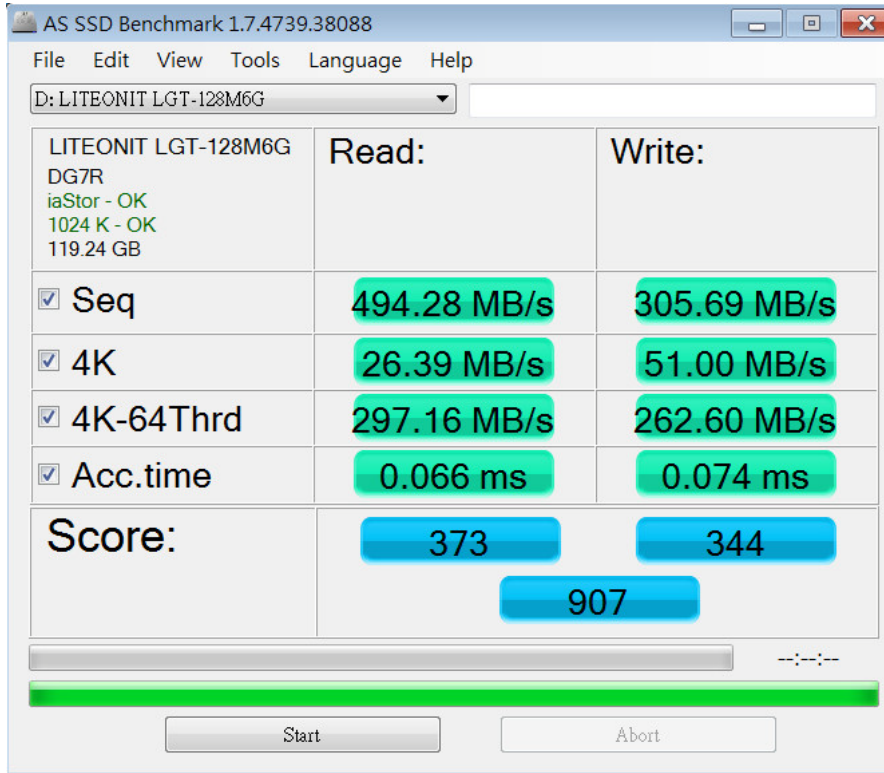 AS SSD Benchmark 1.7.4739.38088
File Edit View Tools Language Help
D: LITEONIT LGT-128M6G
LITEONIT LGT-128M6G
DG7R
iaStor - OK
1024 K - OK
119.24 GB
Read: Write:
Seq 494.28 MB/s 305.69 MB/s
4K 26.39 MB/s 51.00 MB/s
4K-64Thrd 297.16 MB/s 262.60 MB/s
Acc.time 0.066 ms 0.074 ms
Score: 373 344
907
--:--:--
Start Abort